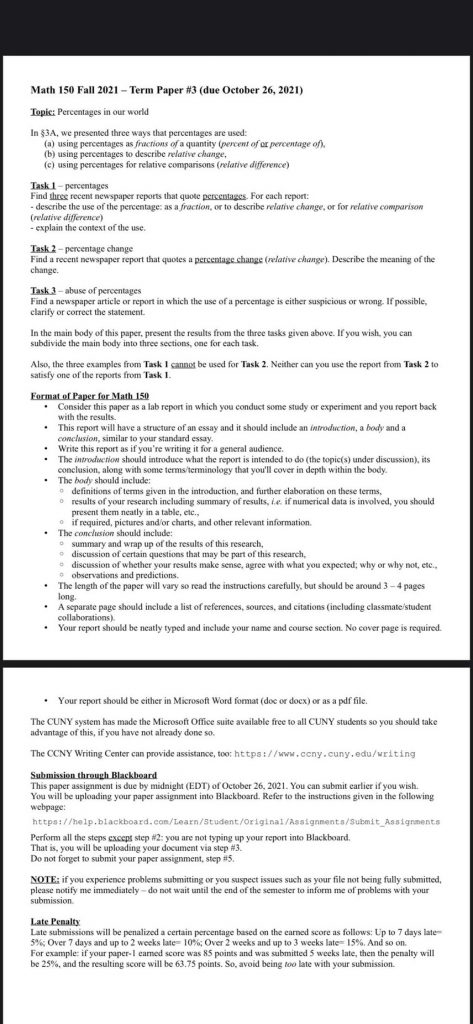 Math 150 Fall 2021 – Term Paper #3 (due October 26, 2021)
Topic: Percentages in our world
In §3A, we presented three ways that percentages are used:
(a) using percentages as fractions of a quantity (percent of or percentage of),
(b) using percentages to describe relative change,
(c) using percentages for relative comparisons (relative difference)
Task 1 – percentages
Find three recent newspaper reports that quote percentages. For each report:
- describe the use of the percentage: as a fraction, or to describe relative change, or for relative comparison
(relative difference)
- explain the context of the use.
Task 2 – percentage change
Find a recent newspaper report that quotes a percentage change (relative change). Describe the meaning of the
change.
Task 3 – abuse of percentages
Find a newspaper article or report in which the use of a percentage is either suspicious or wrong. If possible,
clarify or correct the statement.
In the main body of this paper, present the results from the three tasks given above. If you wish, you can
subdivide the main body into three sections, one for each task.
Also, the three examples from Task 1 cannot be used for Task 2. Neither can you use the report from Task 2 to
satisfy one of the reports from Task 1.
Format of Paper for Math 150
• Consider this paper as a lab report in which you conduct some study or experiment and you report back
with the results.
• This report will have a structure of an essay and it should include an introduction, a body and a
conclusion, similar to your standard essay.
• Write this report as if you're writing it for a general audience.
• The introduction should introduce what the report is intended to do (the topic(s) under discussion), its
conclusion, along with some terms/terminology that you'll cover in depth within the body.
• The body should include:
◦ definitions of terms given in the introduction, and further elaboration on these terms,
◦ results of your research including summary of results, i.e. if numerical data is involved, you should
present them neatly in a table, etc.,
◦ if required, pictures and/or charts, and other relevant information.
• The conclusion should include:
◦ summary and wrap up of the results of this research,
◦ discussion of certain questions that may be part of this research,
◦ discussion of whether your results make sense, agree with what you expected; why or why not, etc.,
◦ observations and predictions.
• The length of the paper will vary so read the instructions carefully, but should be around 3 – 4 pages
long.
• A separate page should include a list of references, sources, and citations (including classmate/student
collaborations).
• Your report should be neatly typed and include your name and course section. No cover page is required.
• Your report should be either in Microsoft Word format (doc or docx) or as a pdf file.
The CUNY system has made the Microsoft Office suite available free to all CUNY students so you should take
advantage of this, if you have not already done so.
The CCNY Writing Center can provide assistance, too: https://www.ccny.cuny.edu/writing
Submission through Blackboard
This paper assignment is due by midnight (EDT) of October 26, 2021. You can submit earlier if you wish.
You will be uploading your paper assignment into Blackboard. Refer to the instructions given in the following
webpage:
https://help.blackboard.com/Learn/Student/Original/Assignments/Submit_Assignments
Perform all the steps except step #2: you are not typing up your report into Blackboard.
That is, you will be uploading your document via step #3.
Do not forget to submit your paper assignment, step #5.
NOTE: if you experience problems submitting or you suspect issues such as your file not being fully submitted,
please notify me immediately – do not wait until the end of the semester to inform me of problems with your
submission.
Late Penalty
Late submissions will be penalized a certain percentage based on the earned score as follows: Up to 7 days late=
5%; Over 7 days and up to 2 weeks late= 10%; Over 2 weeks and up to 3 weeks late= 15%. And so on.
For example: if your paper-1 earned score was 85 points and was submitted 5 weeks late, then the penalty will
be 25%, and the resulting score will be 63.75 points. So, avoid being too late with your submission.